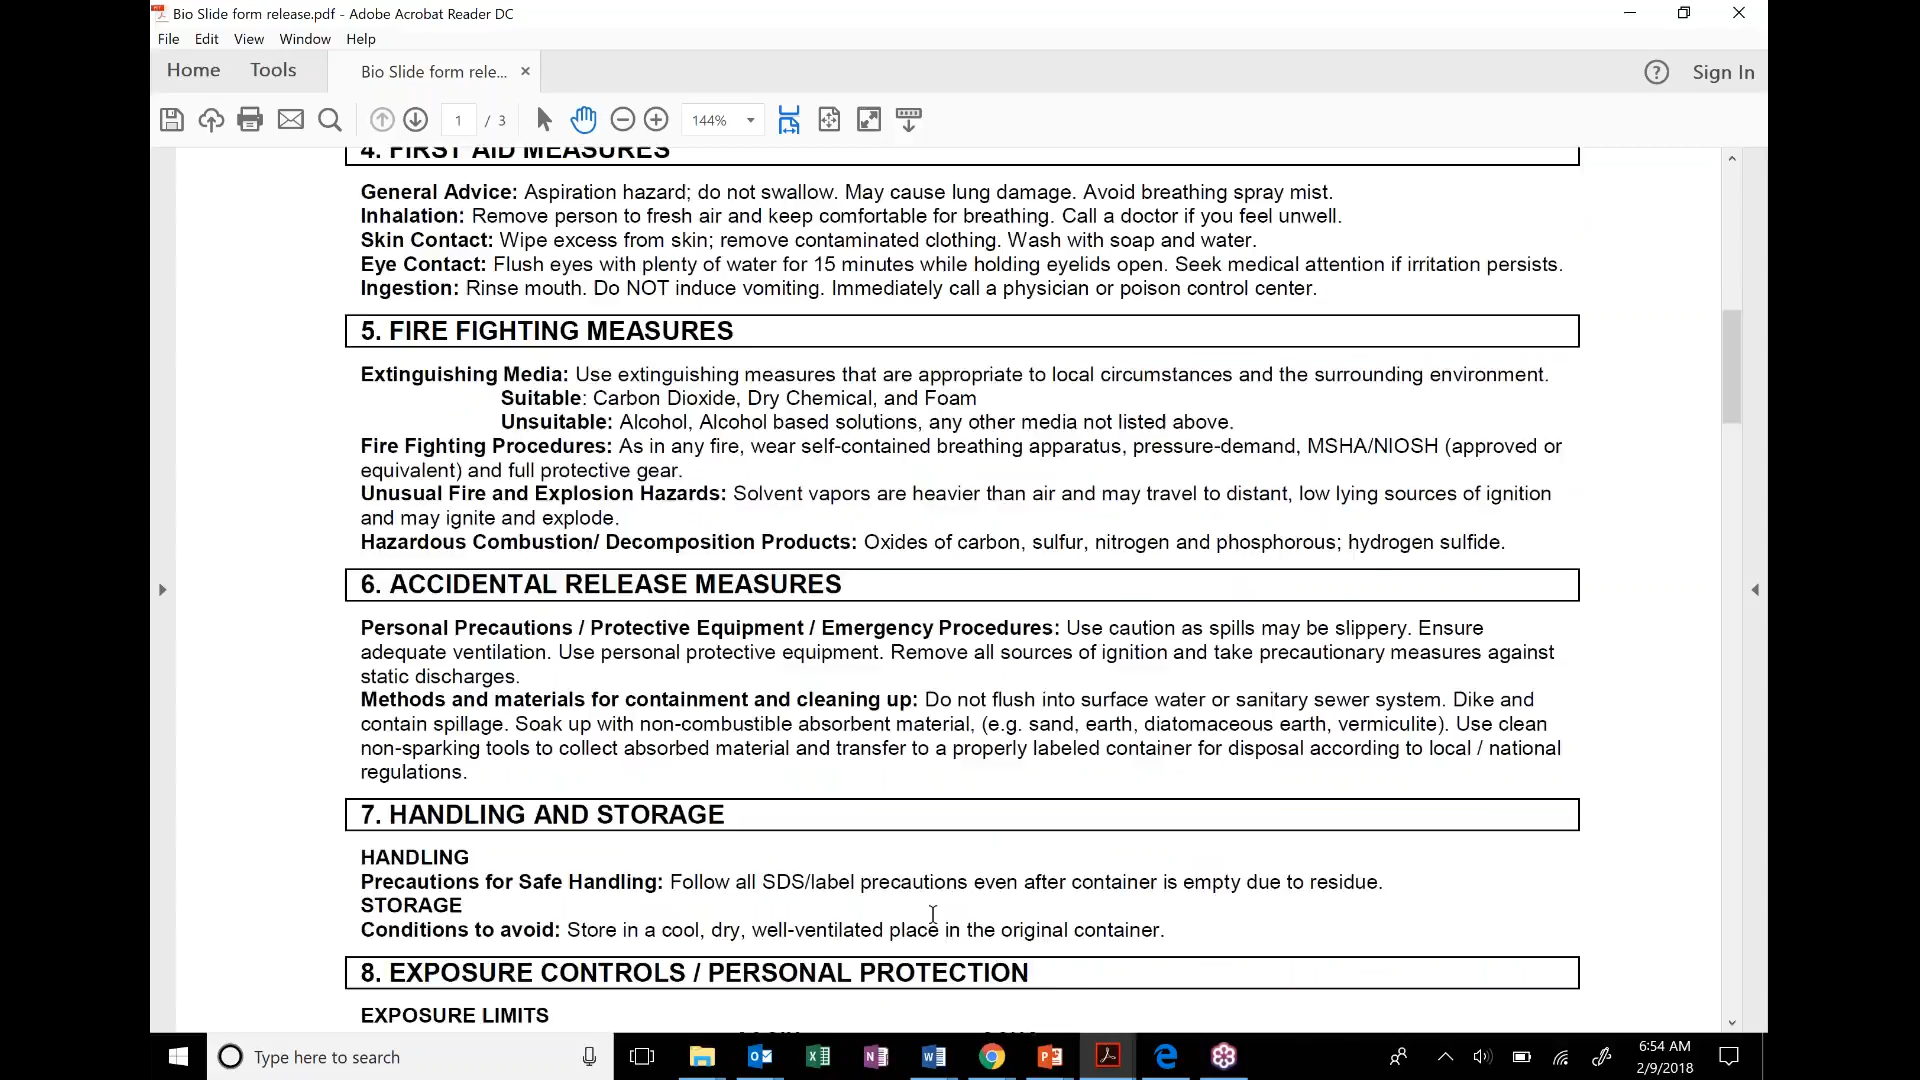 Bio Slide form release.pdf - Adobe Acrobat Reader DC
File Edit View Window Help
Home Tools Bio Slide form rele... × ? Sign In
1 / 3 144%
4. FIRST AID MEASURES
General Advice: Aspiration hazard; do not swallow. May cause lung damage. Avoid breathing spray mist.
Inhalation: Remove person to fresh air and keep comfortable for breathing. Call a doctor if you feel unwell.
Skin Contact: Wipe excess from skin; remove contaminated clothing. Wash with soap and water.
Eye Contact: Flush eyes with plenty of water for 15 minutes while holding eyelids open. Seek medical attention if irritation persists.
Ingestion: Rinse mouth. Do NOT induce vomiting. Immediately call a physician or poison control center.
5. FIRE FIGHTING MEASURES
Extinguishing Media: Use extinguishing measures that are appropriate to local circumstances and the surrounding environment.
Suitable: Carbon Dioxide, Dry Chemical, and Foam
Unsuitable: Alcohol, Alcohol based solutions, any other media not listed above.
Fire Fighting Procedures: As in any fire, wear self-contained breathing apparatus, pressure-demand, MSHA/NIOSH (approved or
equivalent) and full protective gear.
Unusual Fire and Explosion Hazards: Solvent vapors are heavier than air and may travel to distant, low lying sources of ignition
and may ignite and explode.
Hazardous Combustion/ Decomposition Products: Oxides of carbon, sulfur, nitrogen and phosphorous; hydrogen sulfide.
6. ACCIDENTAL RELEASE MEASURES
Personal Precautions / Protective Equipment / Emergency Procedures: Use caution as spills may be slippery. Ensure
adequate ventilation. Use personal protective equipment. Remove all sources of ignition and take precautionary measures against
static discharges.
Methods and materials for containment and cleaning up: Do not flush into surface water or sanitary sewer system. Dike and
contain spillage. Soak up with non-combustible absorbent material, (e.g. sand, earth, diatomaceous earth, vermiculite). Use clean
non-sparking tools to collect absorbed material and transfer to a properly labeled container for disposal according to local / national
regulations.
7. HANDLING AND STORAGE
HANDLING
Precautions for Safe Handling: Follow all SDS/label precautions even after container is empty due to residue.
STORAGE
Conditions to avoid: Store in a cool, dry, well-ventilated place in the original container.
8. EXPOSURE CONTROLS / PERSONAL PROTECTION
EXPOSURE LIMITS
Type here to search
6:54 AM
2/9/2018